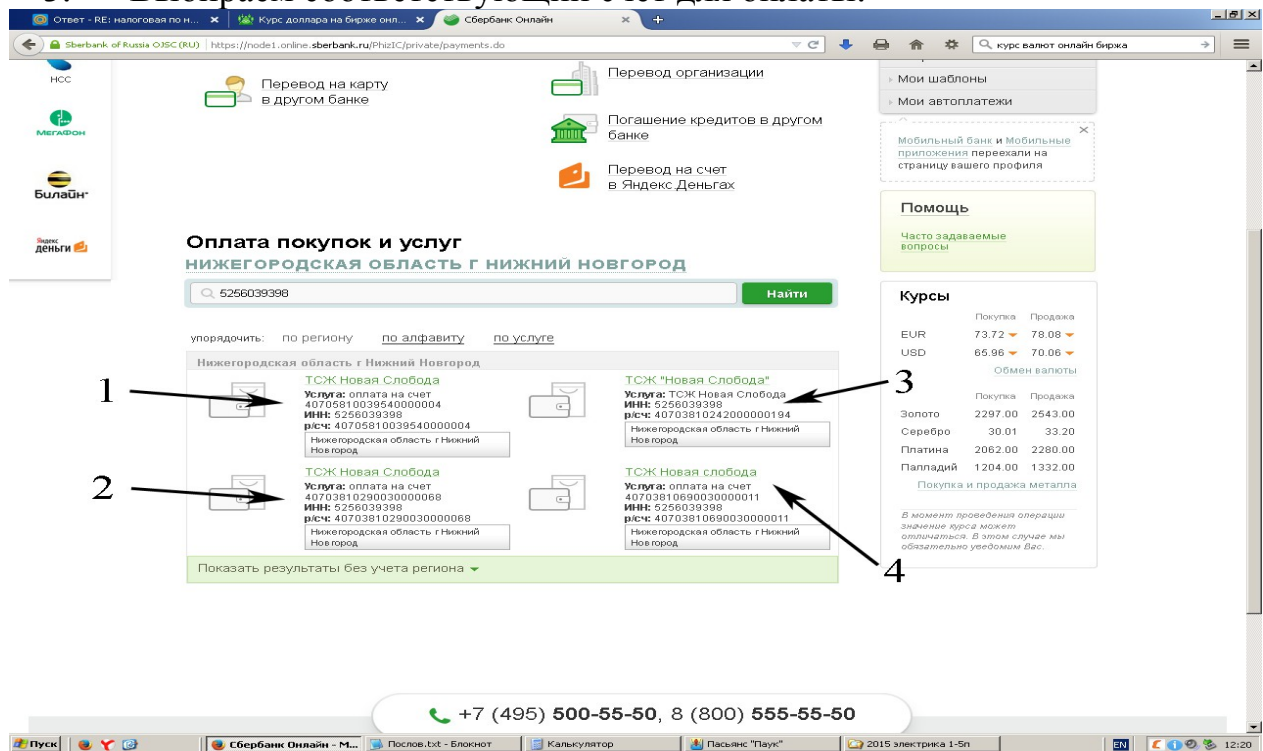 3. Выбираем соответствующий счет для оплаты.
Ответ - RE: налоговая по н...
Курс доллара на бирже онл...
Сбербанк Онлайн
Sberbank of Russia OJSC (RU)
https://node1.online.sberbank.ru/PhizIC/private/payments.do
курс валют онлайн биржа
НСС
МЕГАФОН
Билайн
Яндекс
деньги
Перевод на карту
в другом банке
Перевод организации
Погашение кредитов в другом
банке
Перевод на счет
в Яндекс.Деньгах
Мои шаблоны
Мои автоплатежи
Мобильный банк и Мобильные
приложения переехали на
страницу вашего профиля
Помощь
Часто задаваемые
вопросы
Оплата покупок и услуг
НИЖЕГОРОДСКАЯ ОБЛАСТЬ Г НИЖНИЙ НОВГОРОД
5256039398
Найти
упорядочить: по региону по алфавиту по услуге
Нижегородская область г Нижний Новгород
1
ТСЖ Новая Слобода
Услуга: оплата на счет
40705810039540000004
ИНН: 5256039398
р/сч: 40705810039540000004
Нижегородская область г Нижний
Новгород
3
ТСЖ "Новая Слобода"
Услуга: ТСЖ Новая Слобода
ИНН: 5256039398
р/сч: 40703810242000000194
Нижегородская область г Нижний
Новгород
2
ТСЖ Новая Слобода
Услуга: оплата на счет
40703810290030000068
ИНН: 5256039398
р/сч: 40703810290030000068
Нижегородская область г Нижний
Новгород
4
ТСЖ Новая слобода
Услуга: оплата на счет
40703810690030000011
ИНН: 5256039398
р/сч: 40703810690030000011
Нижегородская область г Нижний
Новгород
Показать результаты без учета региона
Курсы
Покупка Продажа
EUR 73.72 78.08
USD 65.96 70.06
Обмен валюты
Покупка Продажа
Золото 2297.00 2543.00
Серебро 30.01 33.20
Платина 2062.00 2280.00
Палладий 1204.00 1332.00
Покупка и продажа металла
В момент проведения операции
значение курса может
отличаться. В этом случае мы
обязательно уведомим Вас.
+7 (495) 500-55-50, 8 (800) 555-55-50
Пуск
Сбербанк Онлайн - М...
Послов.txt - Блокнот
Калькулятор
Пасьянс "Паук"
2015 электрика 1-5п
EN
12:20